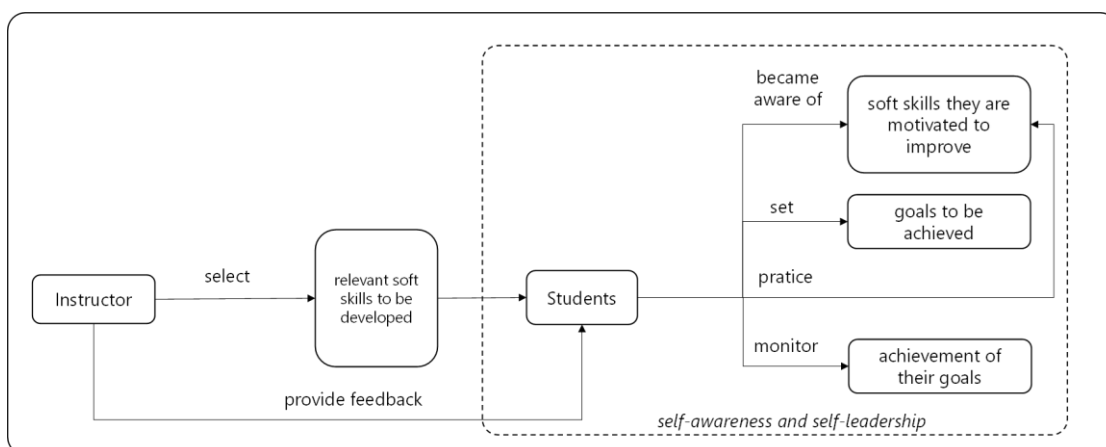 became
aware of
soft skills they are
motivated to
improve
set
goals to be
achieved
Instructor
select
relevant soft
skills to be
developed
Students
pratice
monitor
achievement of
their goals
provide feedback
self-awareness and self-leadership